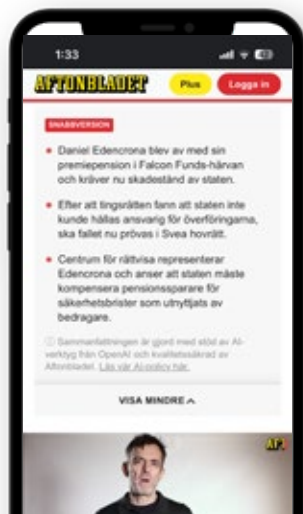 1:33
43
AFTONBLADET
Plus
Logga in
SNABBVERSION
Daniel Edencrona blev av med sin
premiepension i Falcon Funds-härvan
och kräver nu skadestånd av staten.
Efter att tingsrätten fann att staten inte
kunde hållas ansvarig för överföringarna,
ska fallet nu prövas i Svea hovrätt.
Centrum för rättvisa representerar
Edencrona och anser att staten måste
kompensera pensionssparare för
säkerhetsbrister som utnyttjats av
bedragare.
Sammanfattningen är gjord med stöd av AI-
verktyg från OpenAI och kvalitetssäkrad av
Aftonbladet. Läs vår AI-policy här.
VISA MINDRE